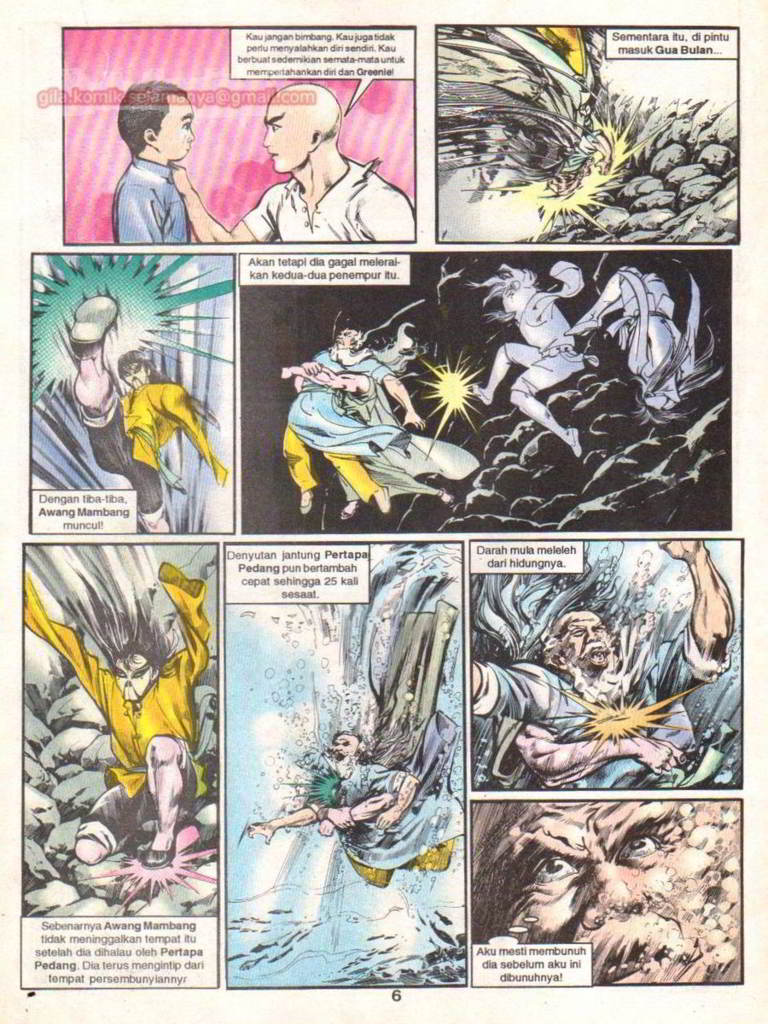 Kau jangan bimbang. Kau juga tidak
perlu menyalahkan diri sendiri. Kau
berbuat sedemikian semata-mata untuk
mempertahankan diri dan Greenie!
gila.komik.selamanya@gmail.com
Sementara itu, di pintu
masuk Gua Bulan...
Dengan tiba-tiba,
Awang Mambang
muncul!
Akan tetapi dia gagal melerai-
kan kedua-dua penempur itu.
Sebenarnya Awang Mambang
tidak meninggalkan tempat itu
setelah dia dihalau oleh Pertapa
Pedang. Dia terus mengintip dari
tempat persembunyiannya
Denyutan jantung Pertapa
Pedang pun bertambah
cepat sehingga 25 kali
sesaat.
Darah mula meleleh
dari hidungnya.
Aku mesti membunuh
dia sebelum aku ini
dibunuhnya!
6